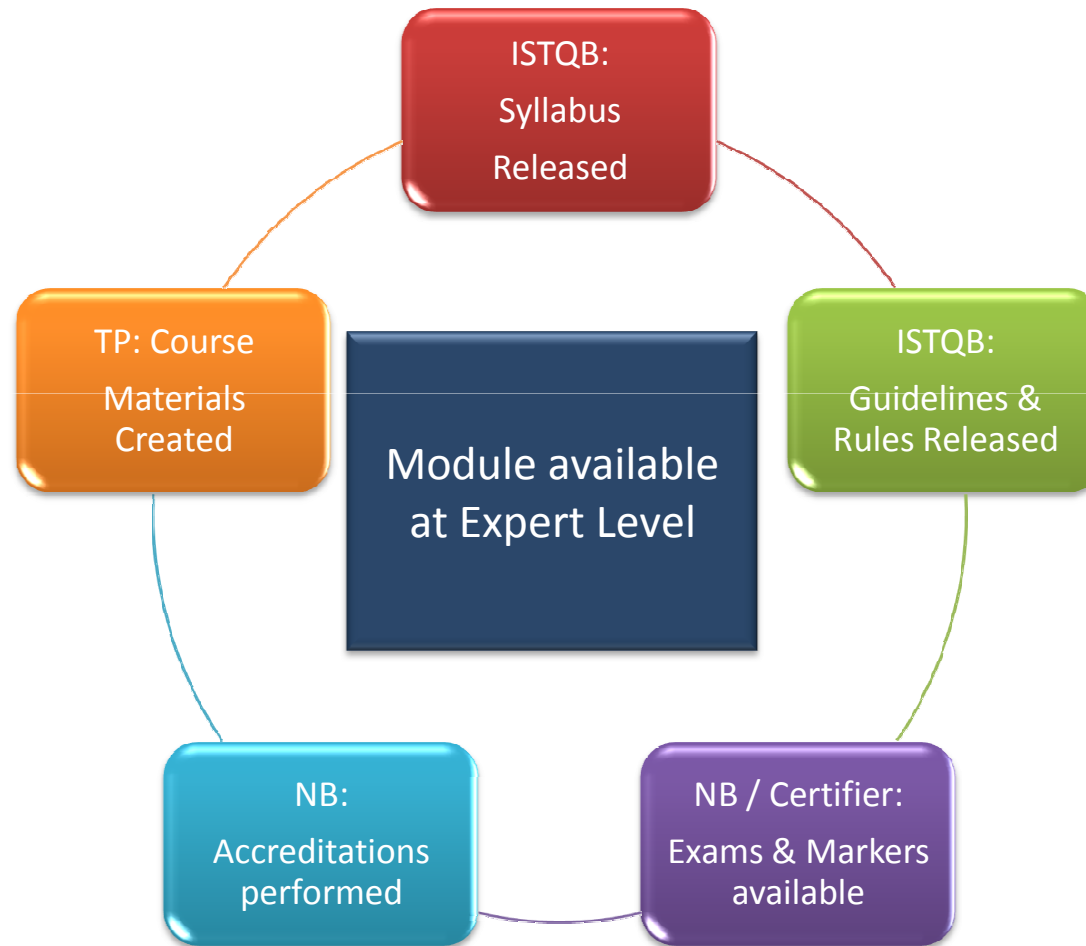 ISTQB:
Syllabus
Released
TP: Course
Materials
Created
ISTQB:
Guidelines &
Rules Released
Module available
at Expert Level
NB:
Accreditations
performed
NB / Certifier:
Exams & Markers
available